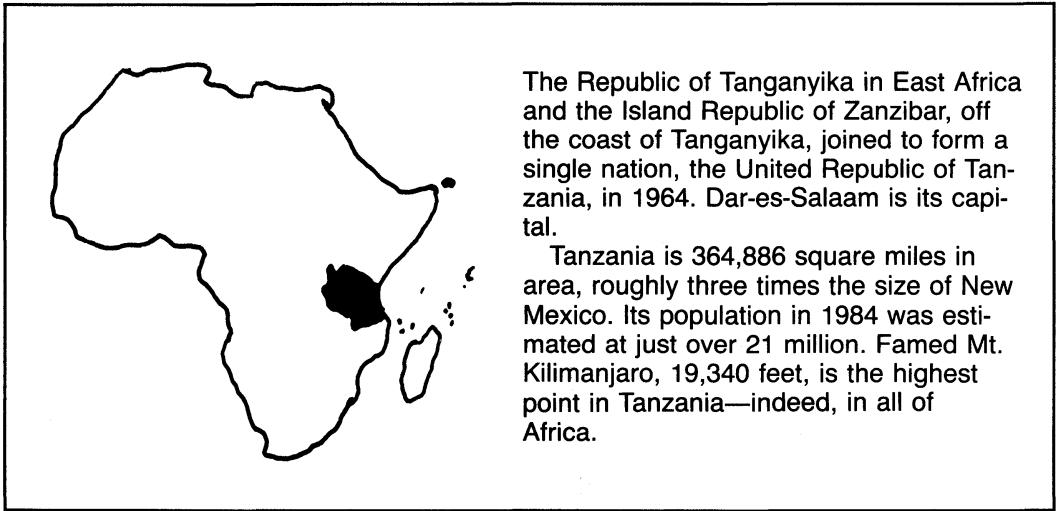 The Republic of Tanganyika in East Africa
and the Island Republic of Zanzibar, off
the coast of Tanganyika, joined to form a
single nation, the United Republic of Tan-
zania, in 1964. Dar-es-Salaam is its capi-
tal.
Tanzania is 364,886 square miles in
area, roughly three times the size of New
Mexico. Its population in 1984 was esti-
mated at just over 21 million. Famed Mt.
Kilimanjaro, 19,340 feet, is the highest
point in Tanzania—indeed, in all of
Africa.